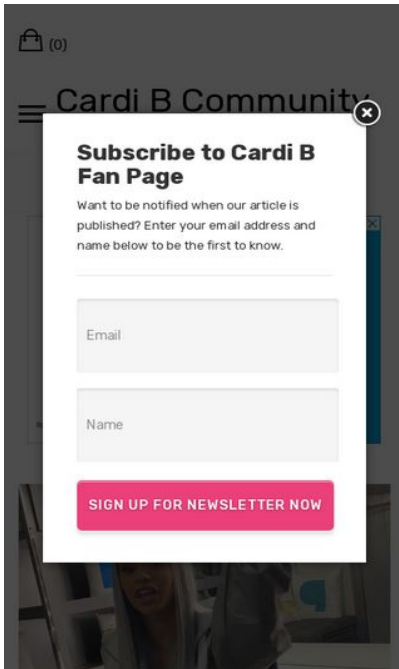 (0)
Cardi B Community
Subscribe to Cardi B
Fan Page
Want to be notified when our article is
published? Enter your email address and
name below to be the first to know.
Email
Name
SIGN UP FOR NEWSLETTER NOW